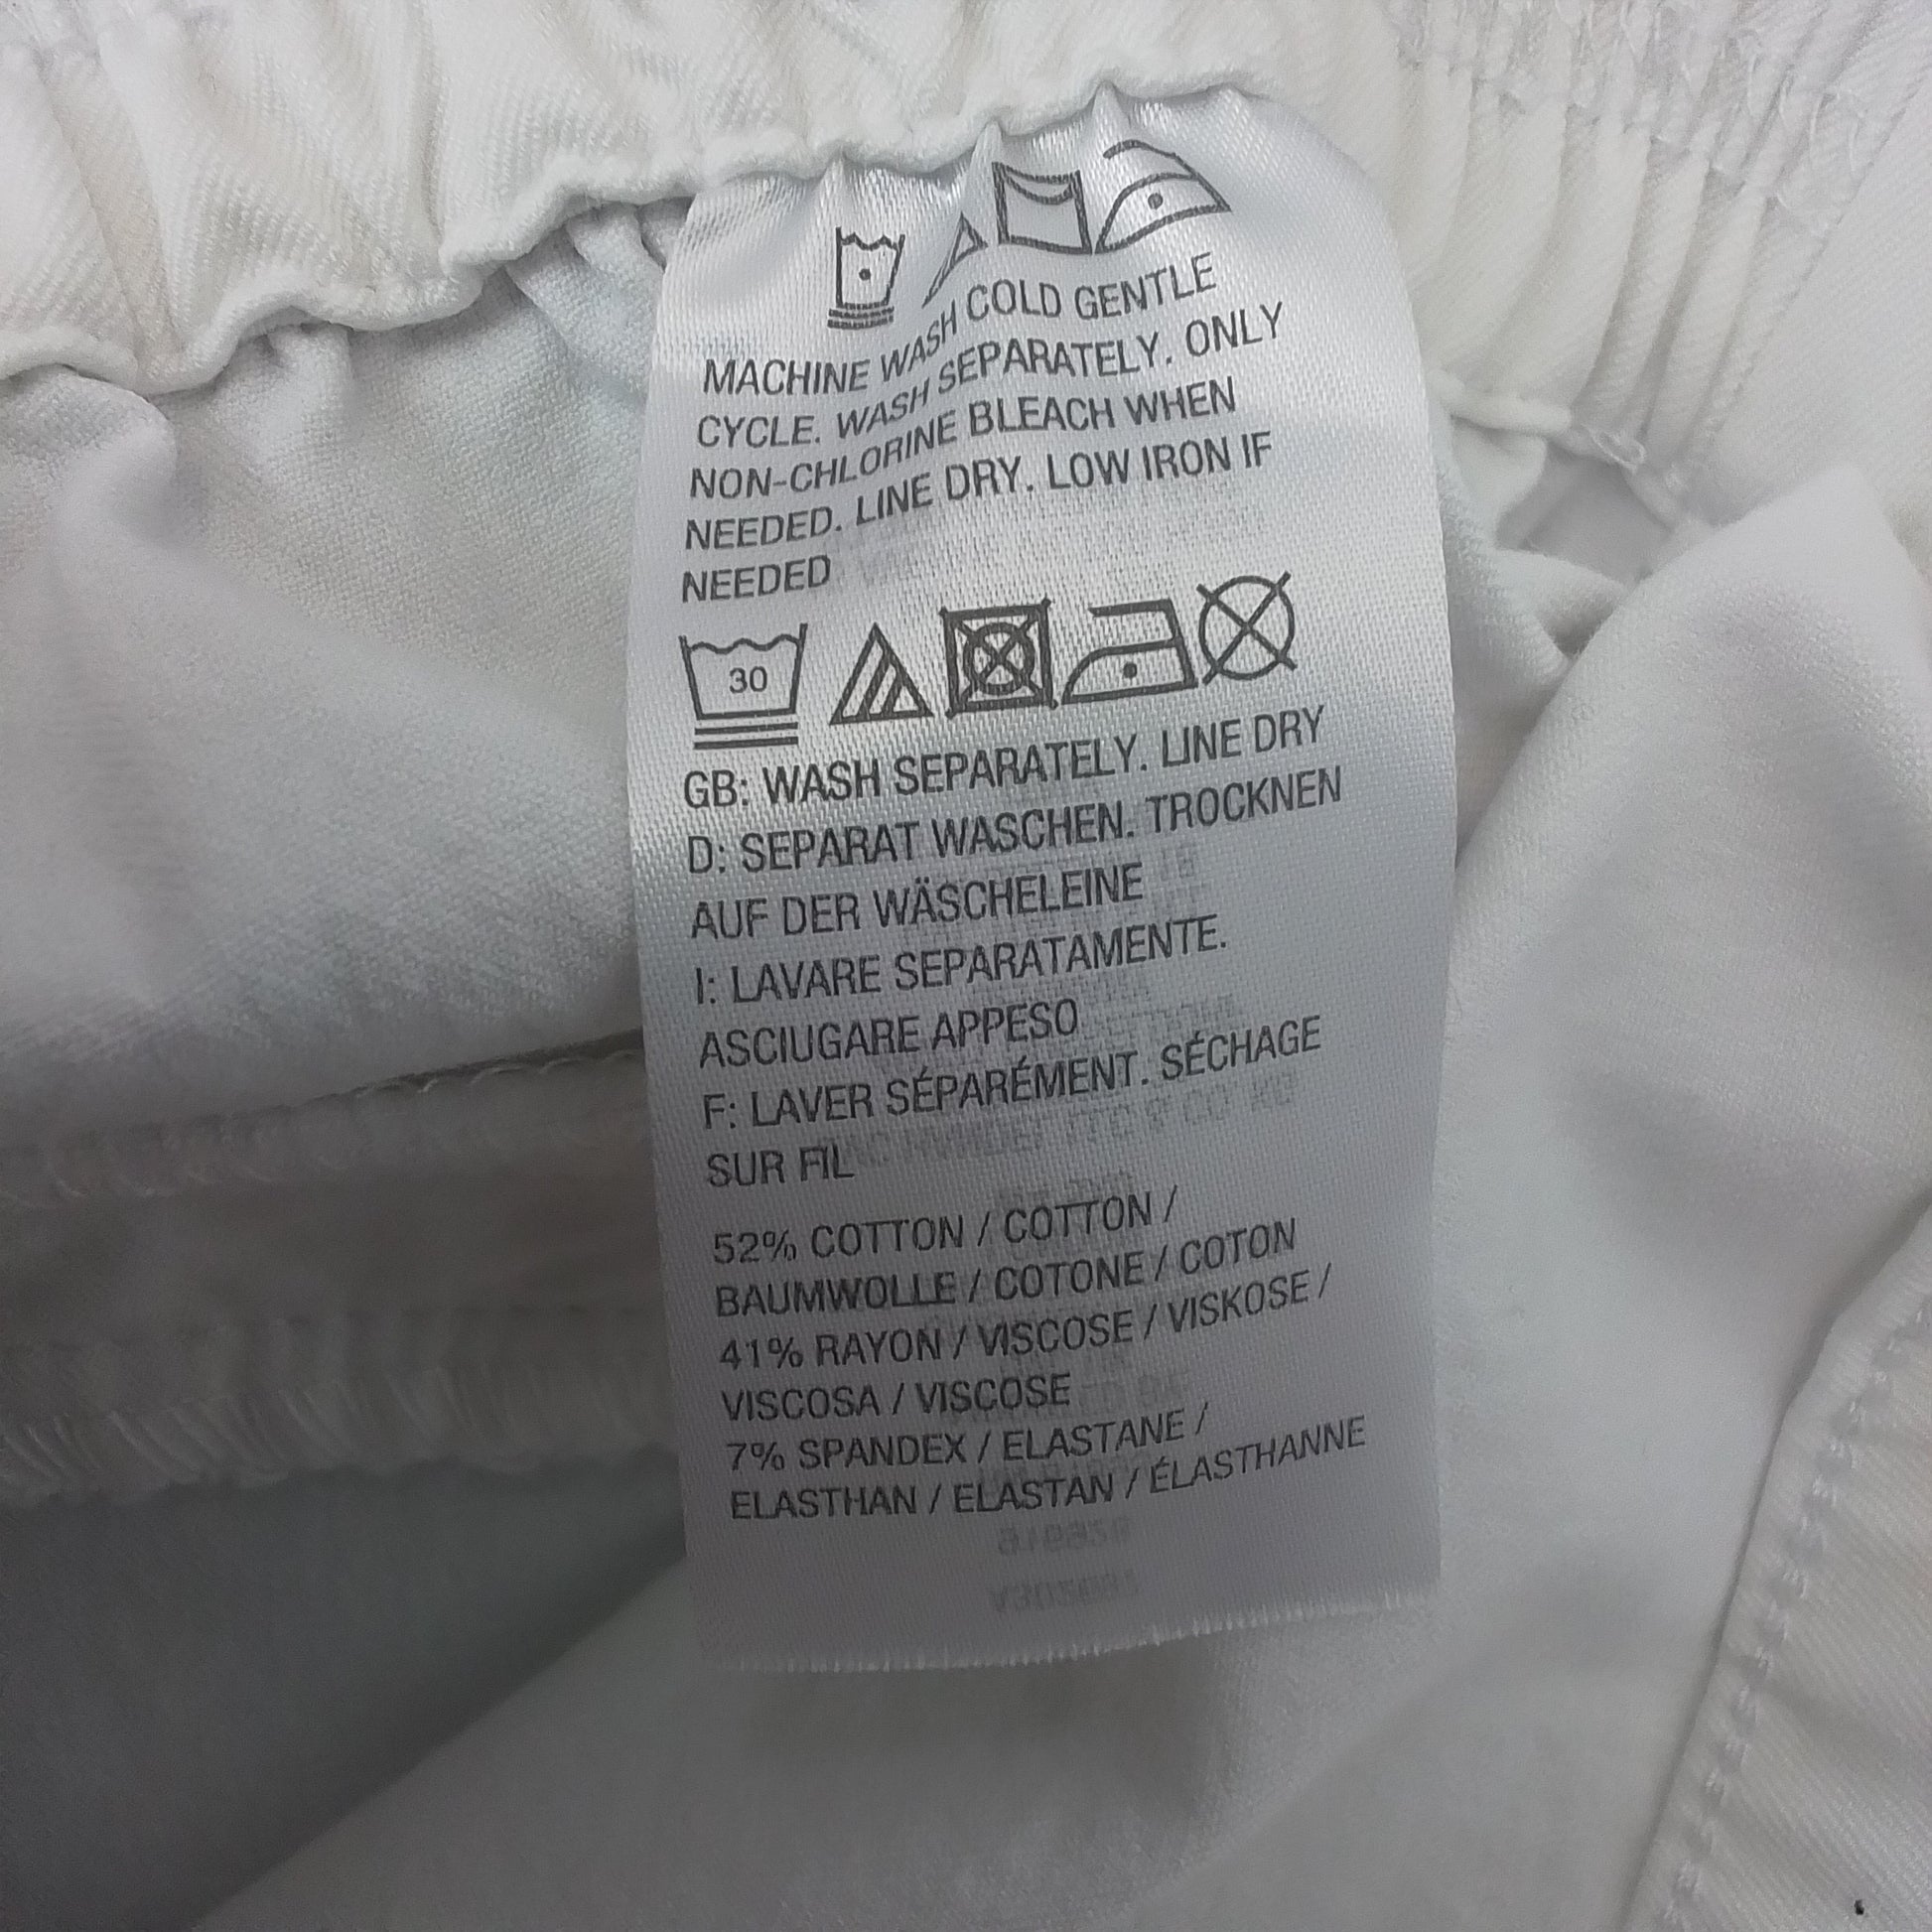 MACHINE WASH COLD GENTLE
CYCLE. WASH SEPARATELY. ONLY
NON-CHLORINE BLEACH WHEN
NEEDED. LINE DRY. LOW IRON IF
NEEDED
30
GB: WASH SEPARATELY. LINE DRY
D: SEPARAT WASCHEN. TROCKNEN
AUF DER WÄSCHELEINE
I: LAVARE SEPARATAMENTE.
ASCIUGARE APPESO
F: LAVER SÉPARÉMENT. SÉCHAGE
SUR FIL
52% COTTON / COTTON /
BAUMWOLLE / COTONE / COTON
41% RAYON / VISCOSE / VISKOSE /
VISCOSA / VISCOSE
7% SPANDEX / ELASTANE /
ELASTHAN / ELASTAN / ÉLASTHANNE